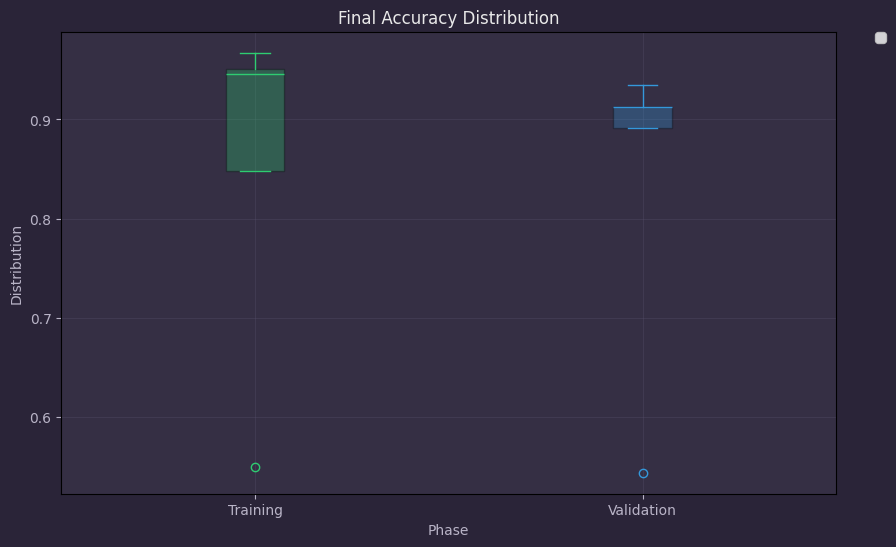 Final Accuracy Distribution
0.9
0.8
0.7
0.6
Distribution
Training
Validation
Phase